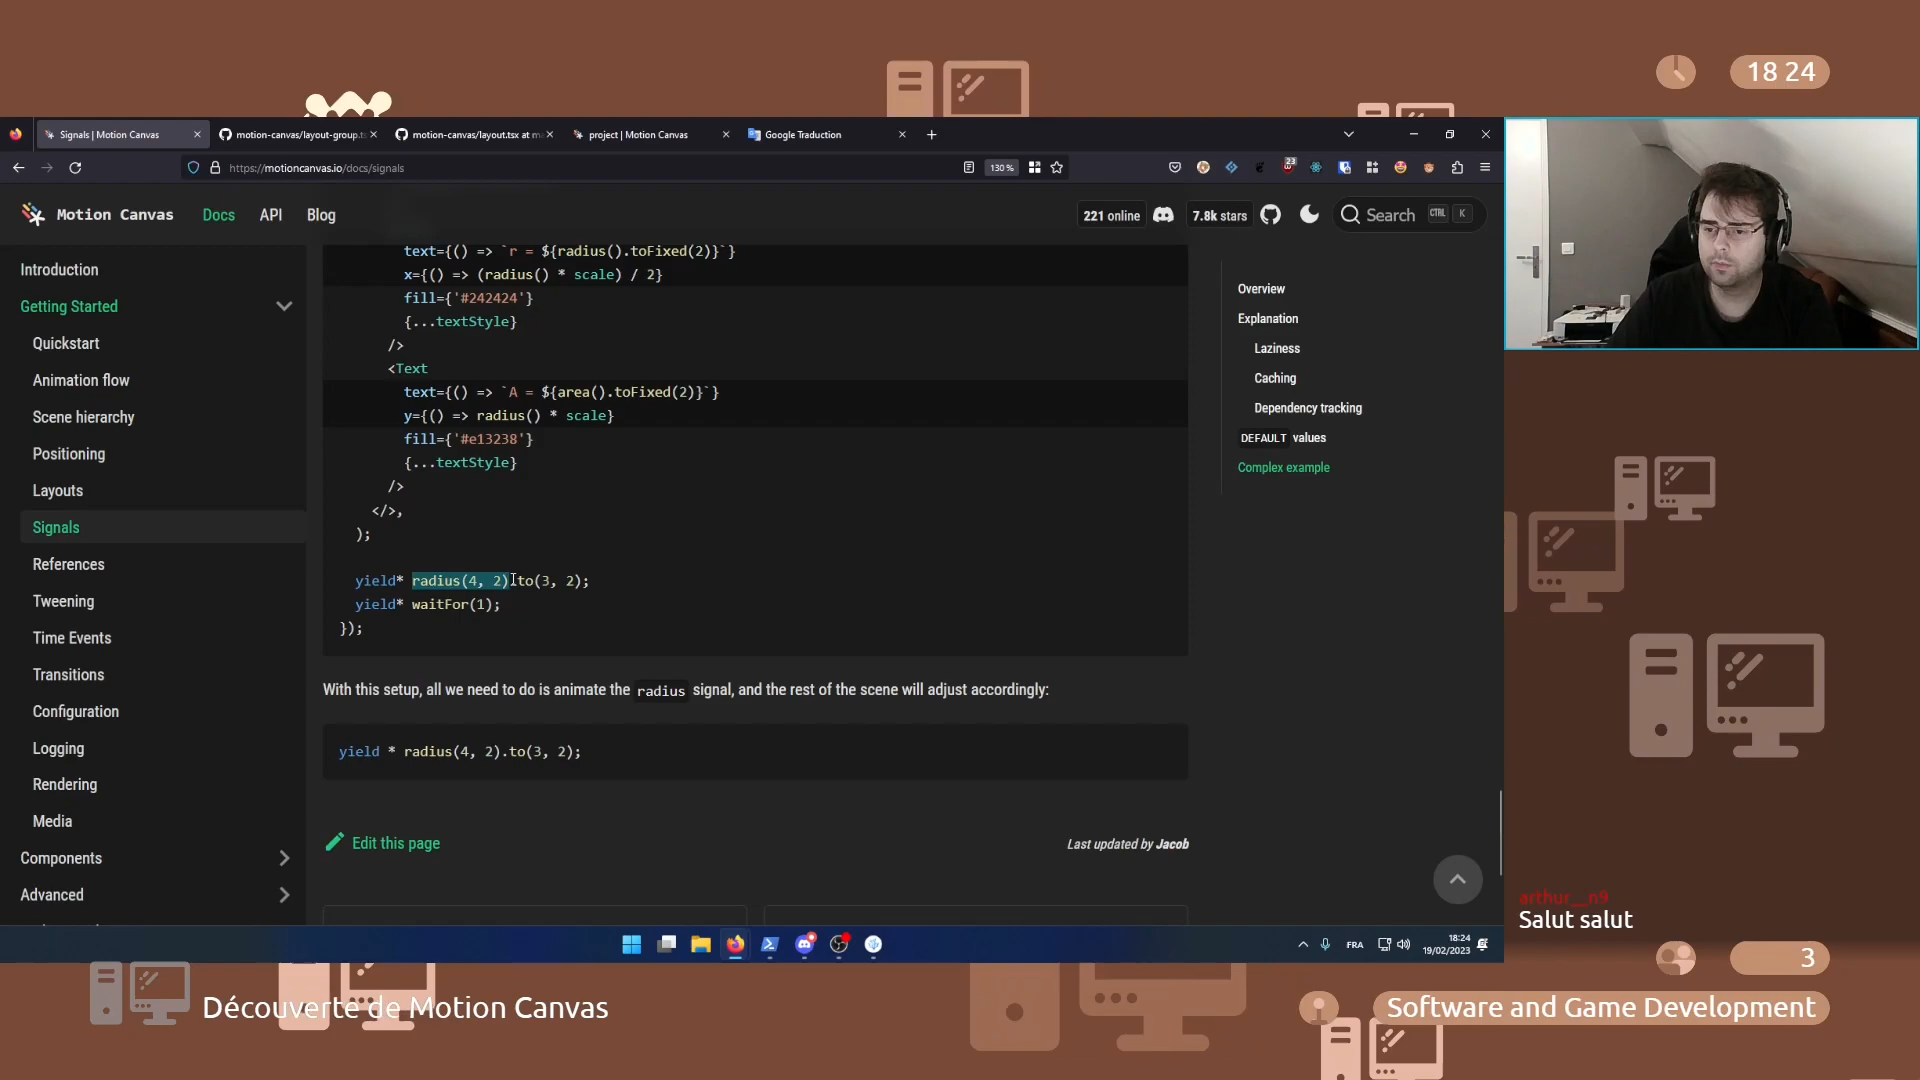 18 24
Signals | Motion Canvas
motion-canvas/layout-group.t
motion-canvas/layout.tsx at m
project | Motion Canvas
Google Traduction
https://motioncanvas.io/docs/signals
130 %
23
Motion Canvas
Docs
API
Blog
221 online
7.8k stars
Search
CTRL
K
Introduction
Getting Started
Quickstart
Animation flow
Scene hierarchy
Positioning
Layouts
Signals
References
Tweening
Time Events
Transitions
Configuration
Logging
Rendering
Media
Components
Advanced
text={() => `r = ${radius().toFixed(2)}`}
x={() => (radius() * scale) / 2}
fill={'#242424'}
{...textStyle}
/>
<Text
text={() => `A = ${area().toFixed(2)}`}
y={() => radius() * scale}
fill={'#e13238'}
{...textStyle}
/>
</>,
);
yield* radius(4, 2).to(3, 2);
yield* waitFor(1);
});
With this setup, all we need to do is animate the radius signal, and the rest of the scene will adjust accordingly:
yield * radius(4, 2).to(3, 2);
Edit this page
Last updated by Jacob
Overview
Explanation
Laziness
Caching
Dependency tracking
DEFAULT values
Complex example
FRA
18:24
19/02/2023
arthur__n9
Salut salut
3
Découverte de Motion Canvas
Software and Game Development